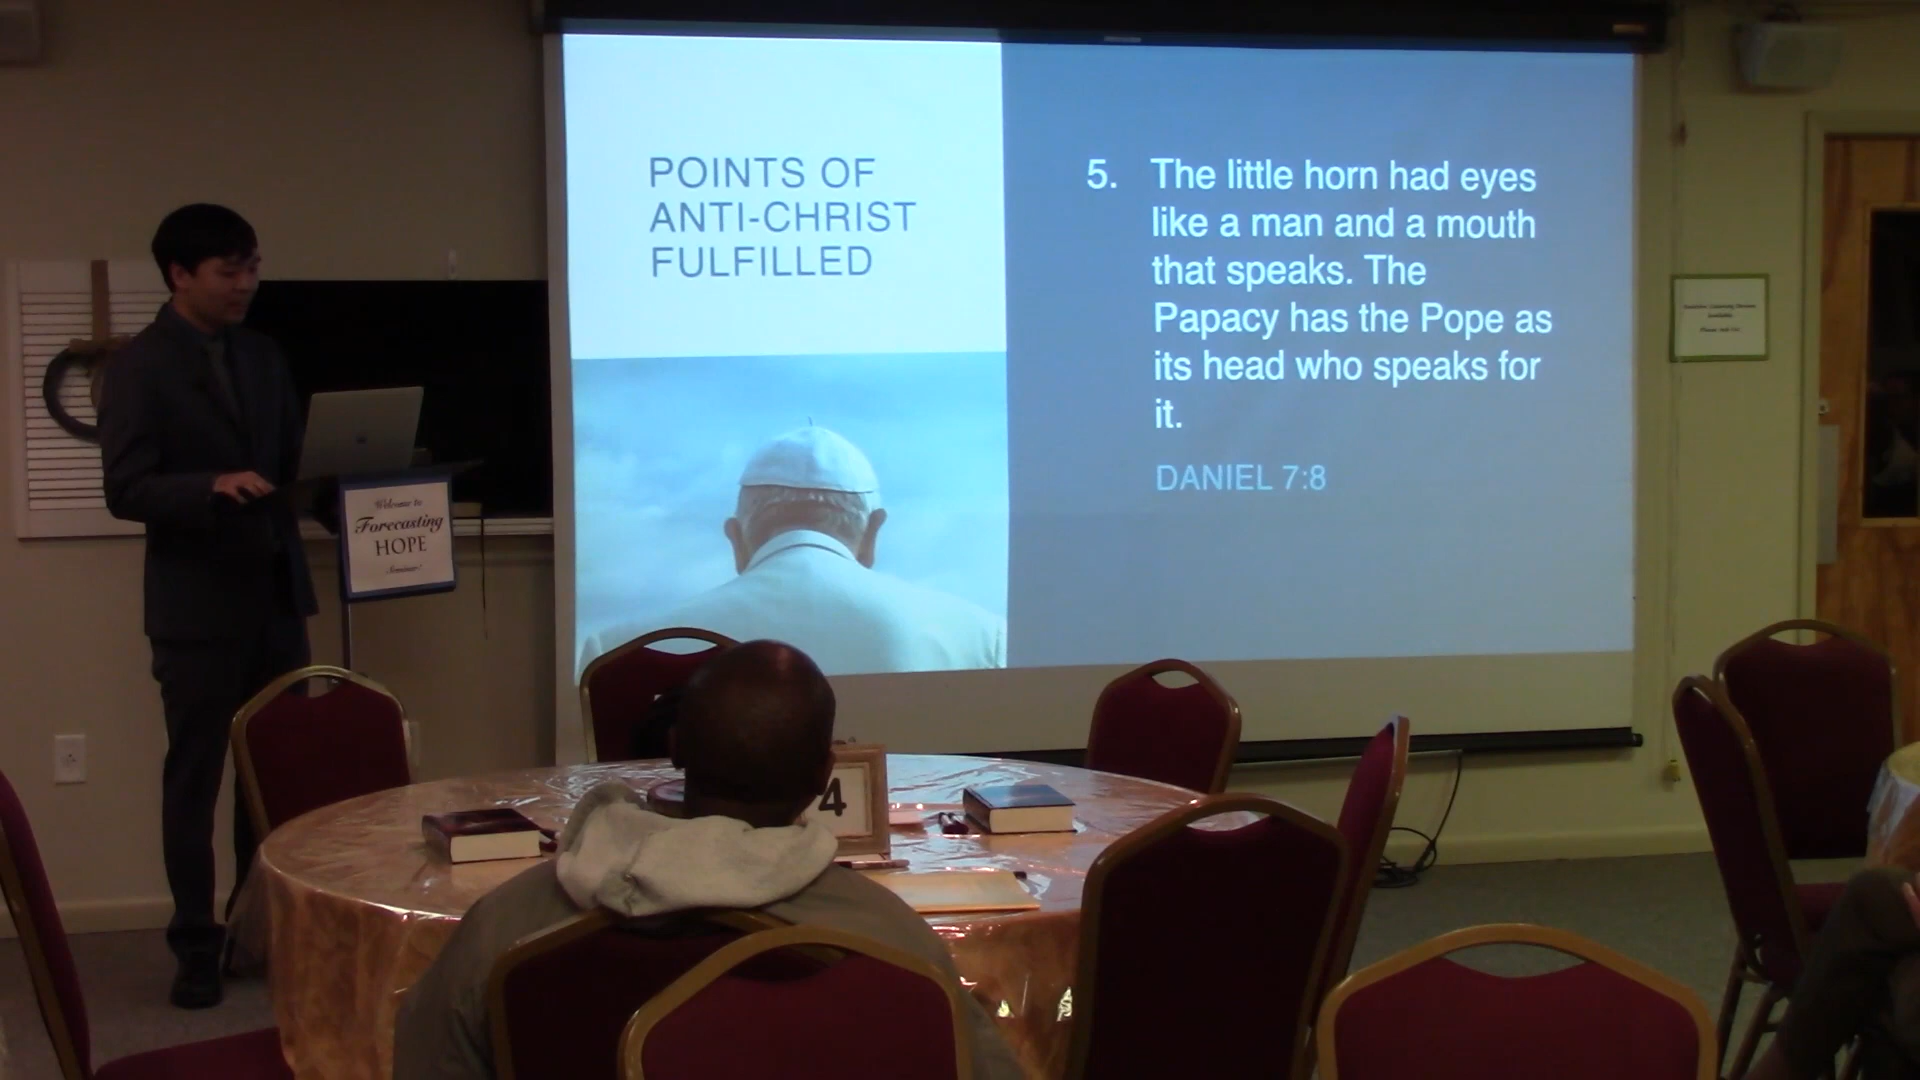 POINTS OF
ANTI-CHRIST
FULFILLED
5. The little horn had eyes
like a man and a mouth
that speaks. The
Papacy has the Pope as
its head who speaks for
it.
DANIEL 7:8
Welcome to
Forecasting
HOPE
Seminar!
4